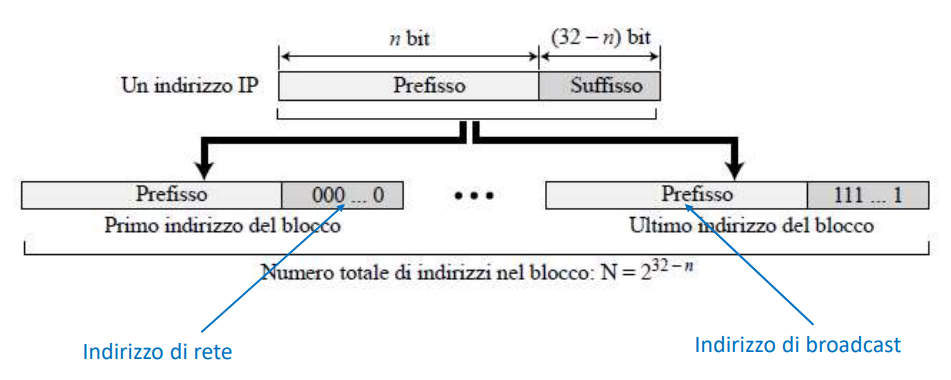 n bit
(32 – n) bit
Un indirizzo IP
Prefisso
Suffisso
Prefisso
000 ... 0
•••
Prefisso
111 ... 1
Primo indirizzo del blocco
Ultimo indirizzo del blocco
Numero totale di indirizzi nel blocco: N = 2^{32–n}
Indirizzo di rete
Indirizzo di broadcast